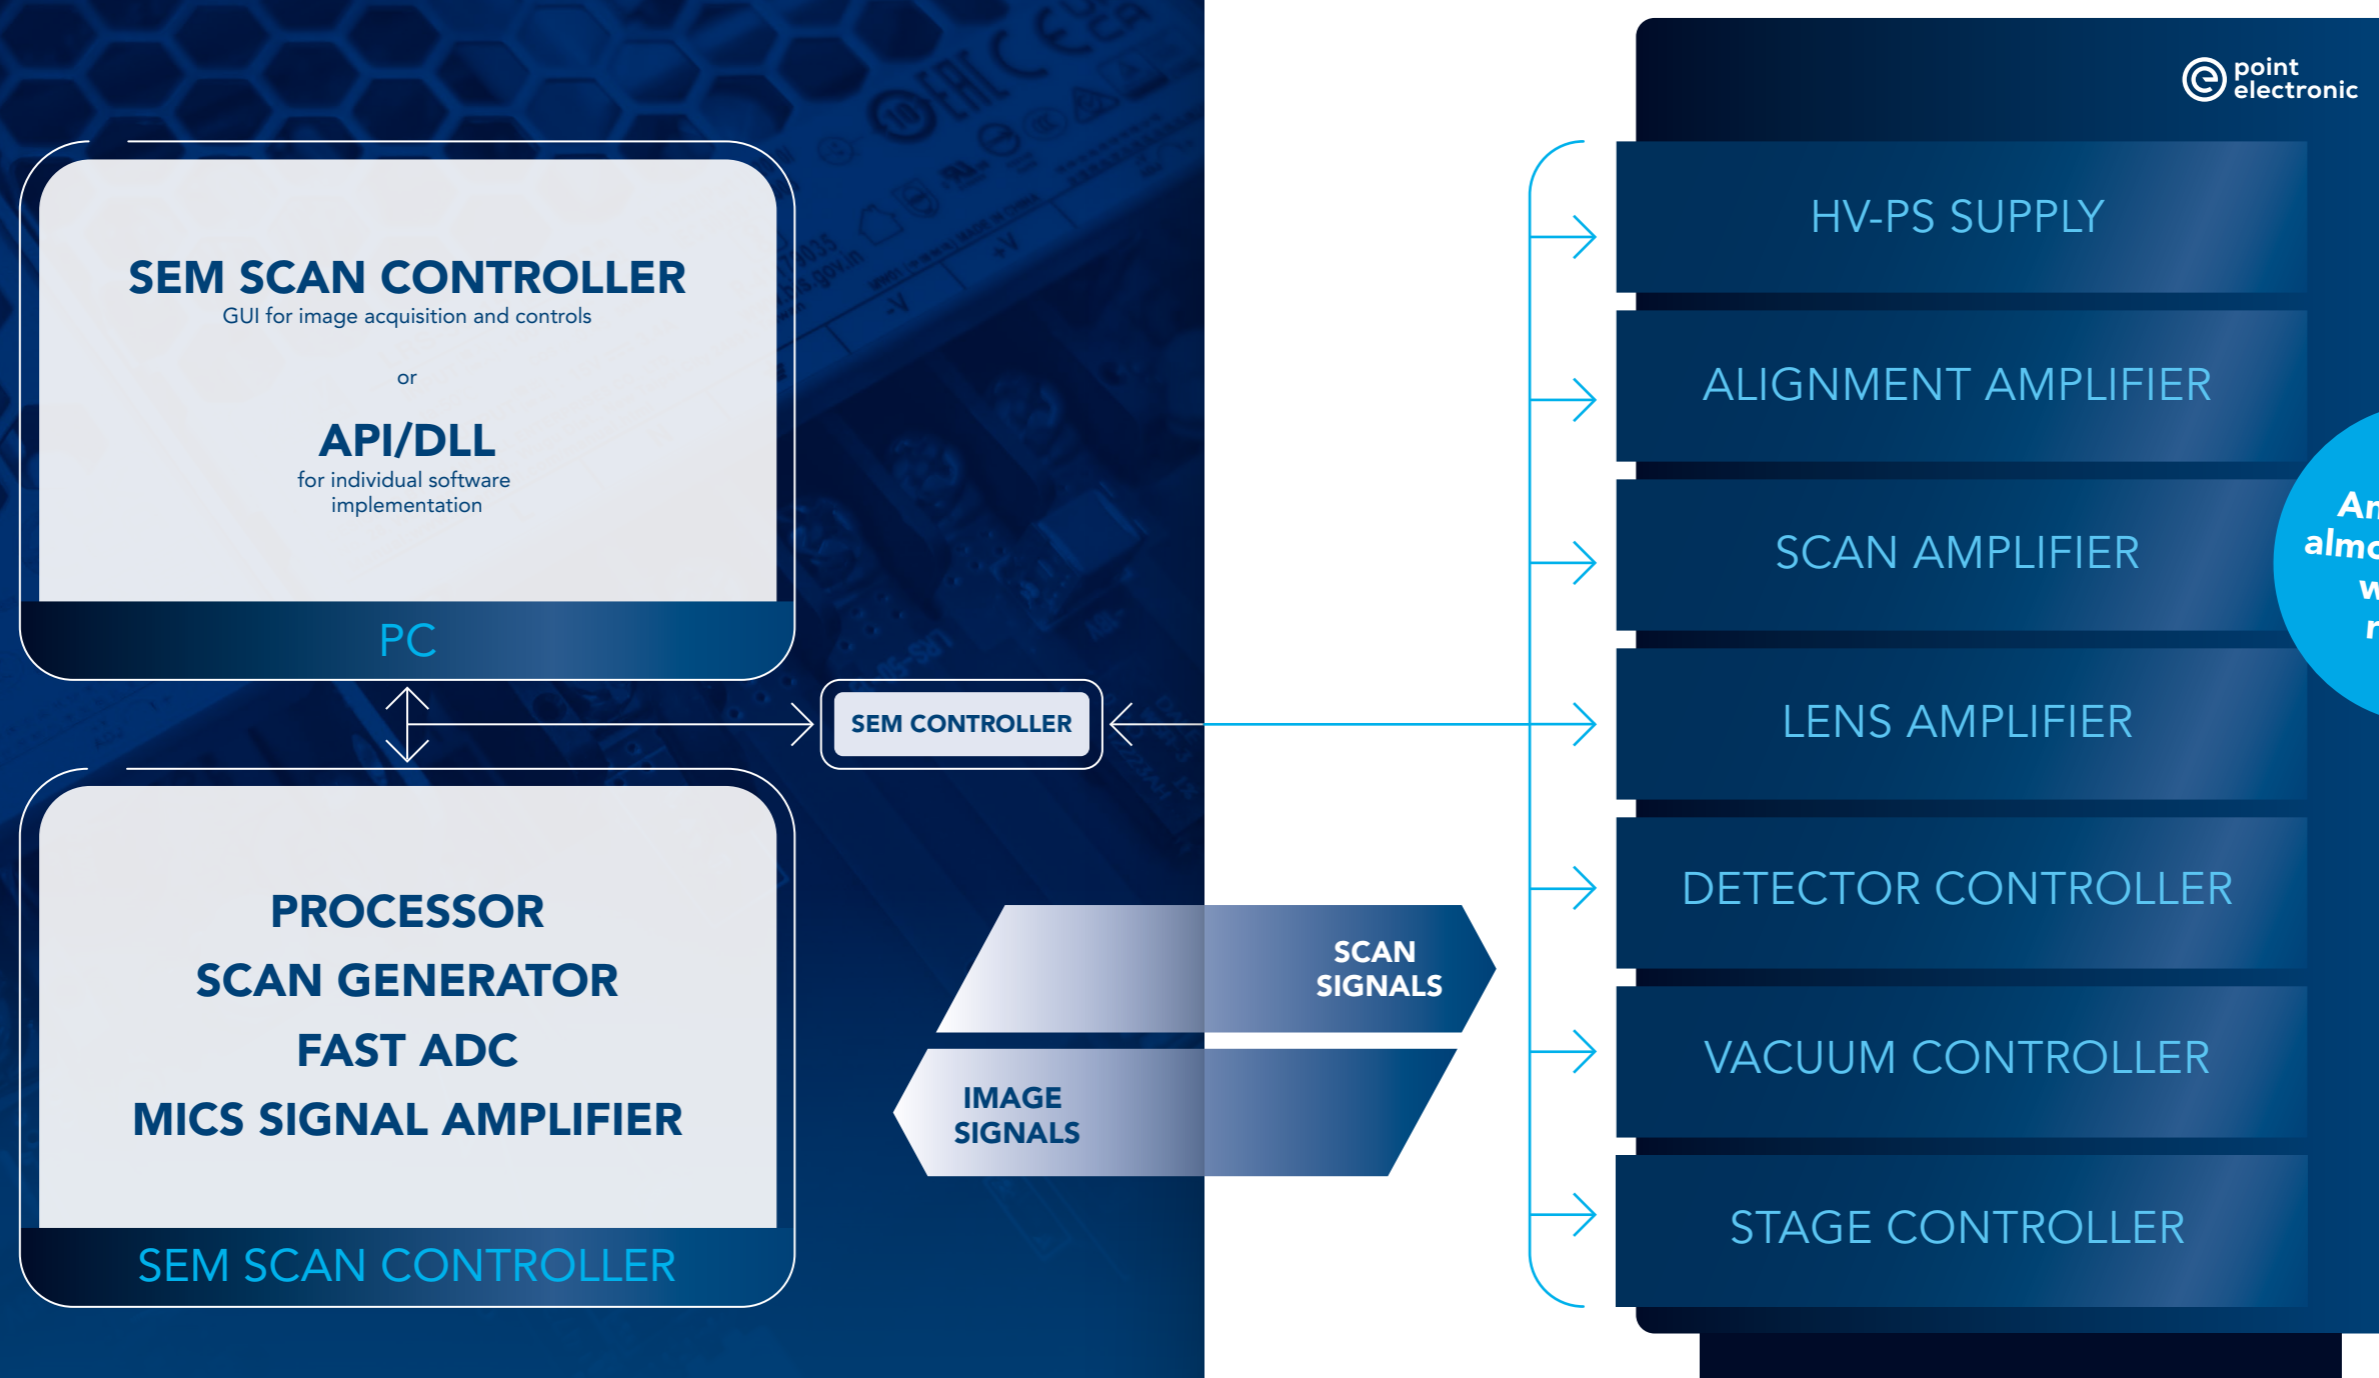 SEM SCAN CONTROLLER
GUI for image acquisition and controls
or
API/DLL
for individual software
implementation
PC
SEM CONTROLLER
PROCESSOR
SCAN GENERATOR
FAST ADC
MICS SIGNAL AMPLIFIER
SEM SCAN CONTROLLER
SCAN
SIGNALS
IMAGE
SIGNALS
point
electronic
HV-PS SUPPLY
ALIGNMENT AMPLIFIER
SCAN AMPLIFIER
LENS AMPLIFIER
DETECTOR CONTROLLER
VACUUM CONTROLLER
STAGE CONTROLLER